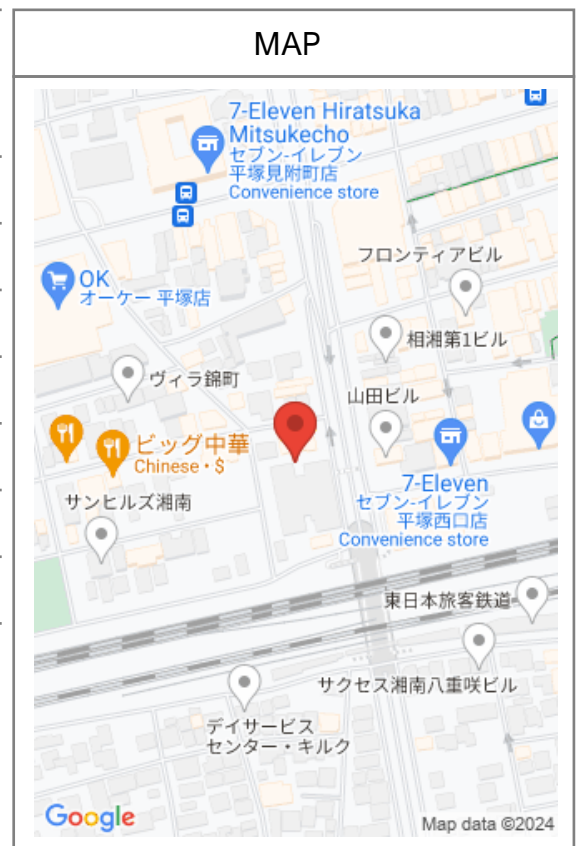 MAP
7-Eleven Hiratsuka
Mitsukecho
セブン-イレブン
平塚見附町店
Convenience store
フロンティアビル
OK
オーケー 平塚店
相湘第1ビル
ヴィラ錦町
山田ビル
ビッグ中華
Chinese・$
7-Eleven
セブン-イレブン
平塚西口店
Convenience store
サンヒルズ湘南
東日本旅客鉄道
サクセス湘南八重咲ビル
デイサービス
センター・キルク
Google
Map data ©2024